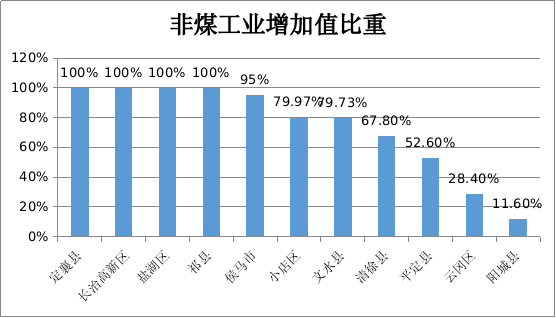 非煤工业增加值比重
120%
100%
80%
60%
40%
20%
0%
100%
100%
100%
100%
95%
79.97%
79.73%
67.80%
52.60%
28.40%
11.60%
定襄县
长治高新区
盐湖区
祁县
侯马市
小店区
文水县
清徐县
平定县
云冈区
阳城县